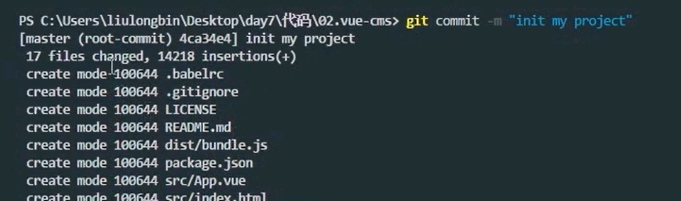 PS C:\Users\liulongbin\Desktop\day7\代码\02.vue-cms> git commit -m "init my project"
[master (root-commit) 4ca34e4] init my project
 17 files changed, 14218 insertions(+)
 create mode 100644 .babelrc
 create mode 100644 .gitignore
 create mode 100644 LICENSE
 create mode 100644 README.md
 create mode 100644 dist/bundle.js
 create mode 100644 package.json
 create mode 100644 src/App.vue
 create mode 100644 src/index.html